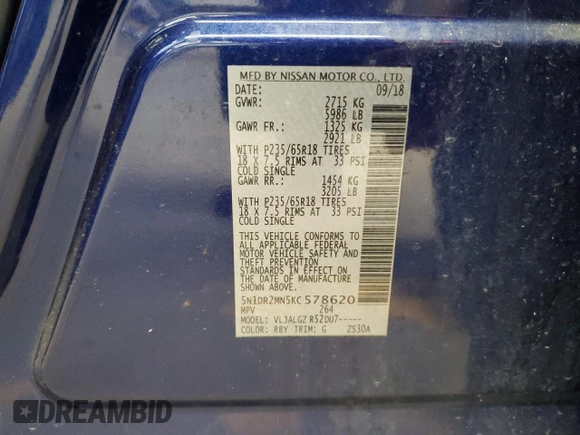 MFD BY NISSAN MOTOR CO., LTD.
DATE: 09/18
GVWR: 2715 KG
5986 LB
GAWR FR.: 1325 KG
2921 LB
WITH P235/65R18 TIRES
18 X 7.5 RIMS AT 33 PSI
COLD SINGLE
GAWR RR.: 1454 KG
3205 LB
WITH P235/65R18 TIRES
18 X 7.5 RIMS AT 33 PSI
COLD SINGLE
THIS VEHICLE CONFORMS TO
ALL APPLICABLE FEDERAL
MOTOR VEHICLE SAFETY AND
THEFT PREVENTION
STANDARDS IN EFFECT ON
THE DATE OF MANUFACTURE
SHOWN ABOVE.
5N1DR2MN5KC578620
MPV 264
MODEL: VLJALGZ R52DU7-----
COLOR: RBY TRIM: G ZS30A
DREAMBID